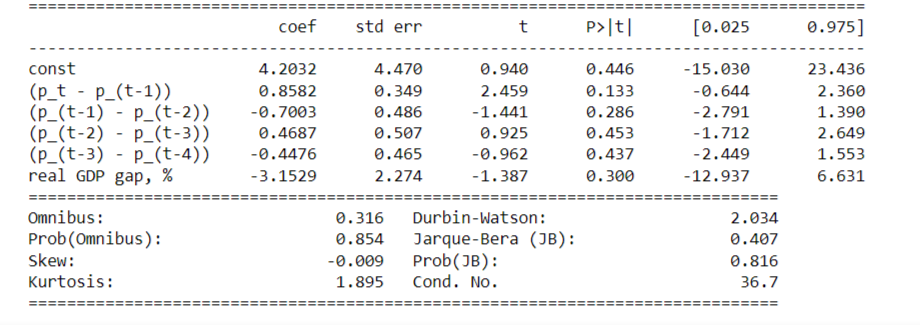 ==============================================================================
coef std err t P>|t| [0.025 0.975]
------------------------------------------------------------------------------
const 4.2032 4.470 0.940 0.446 -15.030 23.436
(p_t - p_(t-1)) 0.8582 0.349 2.459 0.133 -0.644 2.360
(p_(t-1) - p_(t-2)) -0.7003 0.486 -1.441 0.286 -2.791 1.390
(p_(t-2) - p_(t-3)) 0.4687 0.507 0.925 0.453 -1.712 2.649
(p_(t-3) - p_(t-4)) -0.4476 0.465 -0.962 0.437 -2.449 1.553
real GDP gap, % -3.1529 2.274 -1.387 0.300 -12.937 6.631
==============================================================================
Omnibus: 0.316 Durbin-Watson: 2.034
Prob(Omnibus): 0.854 Jarque-Bera (JB): 0.407
Skew: -0.009 Prob(JB): 0.816
Kurtosis: 1.895 Cond. No. 36.7
==============================================================================